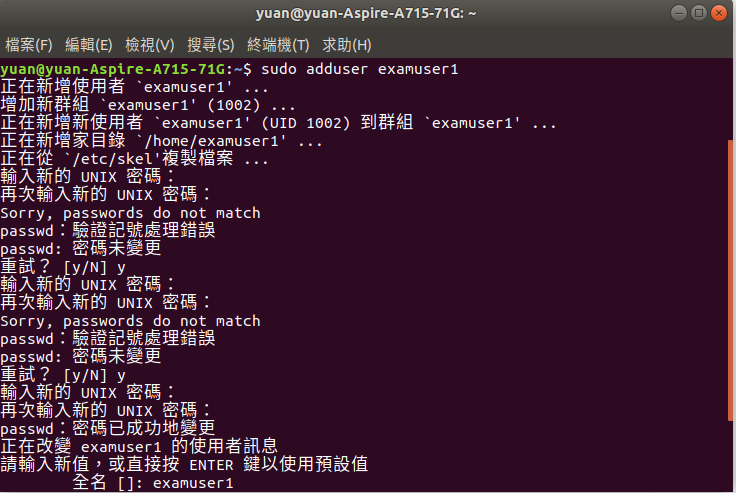 yuan@yuan-Aspire-A715-71G: ~
檔案(F) 編輯(E) 檢視(V) 搜尋(S) 終端機(T) 求助(H)
yuan@yuan-Aspire-A715-71G:~$ sudo adduser examuser1
正在新增使用者 `examuser1' ...
增加新群組 `examuser1' (1002) ...
正在新增新使用者 `examuser1' (UID 1002) 到群組 `examuser1' ...
正在新增家目錄 `/home/examuser1' ...
正在從 `/etc/skel'複製檔案 ...
輸入新的 UNIX 密碼：
再次輸入新的 UNIX 密碼：
Sorry, passwords do not match
passwd：驗證記號處理錯誤
passwd: 密碼未變更
重試？ [y/N] y
輸入新的 UNIX 密碼：
再次輸入新的 UNIX 密碼：
Sorry, passwords do not match
passwd：驗證記號處理錯誤
passwd: 密碼未變更
重試？ [y/N] y
輸入新的 UNIX 密碼：
再次輸入新的 UNIX 密碼：
passwd：密碼已成功地變更
正在改變 examuser1 的使用者訊息
請輸入新值，或直接按 ENTER 鍵以使用預設值
全名 []: examuser1